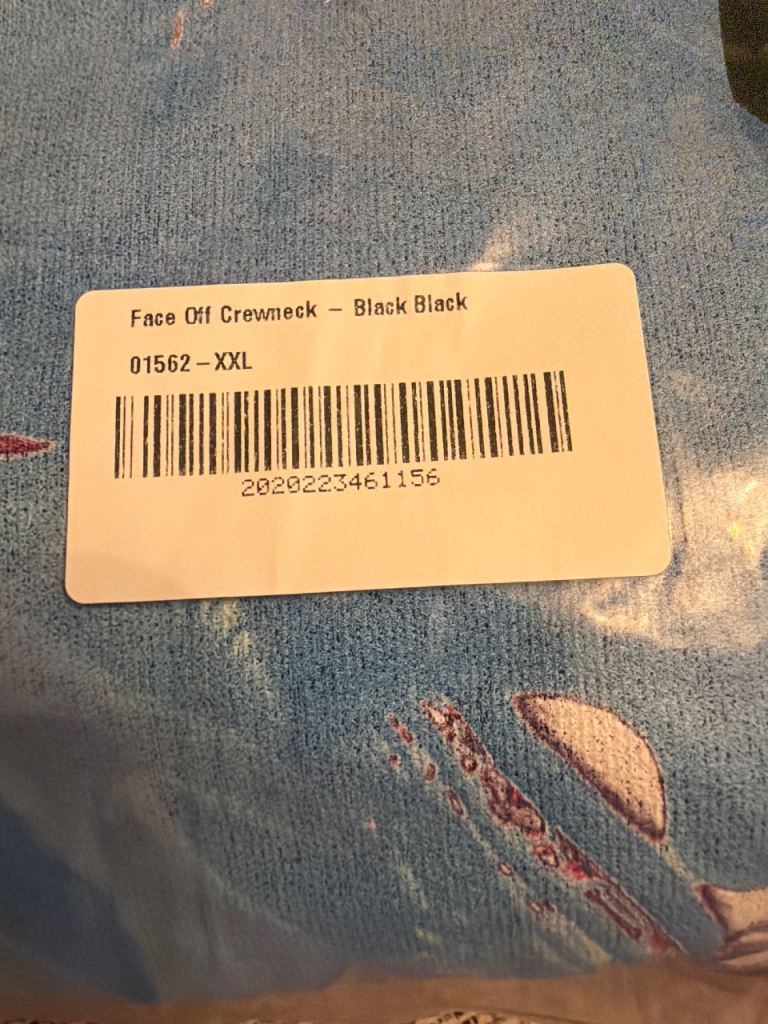 Face Off Crewneck – Black Black
01562 – XXL
2020223461156